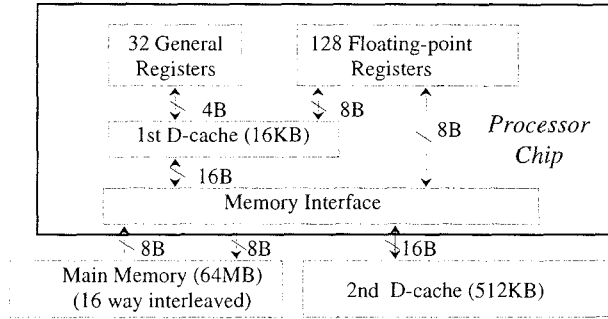 32 General
Registers
128 Floating-point
Registers
4B
8B
8B
Processor
Chip
1st D-cache (16KB)
16B
Memory Interface
8B
8B
16B
Main Memory (64MB)
(16 way interleaved)
2nd D-cache (512KB)